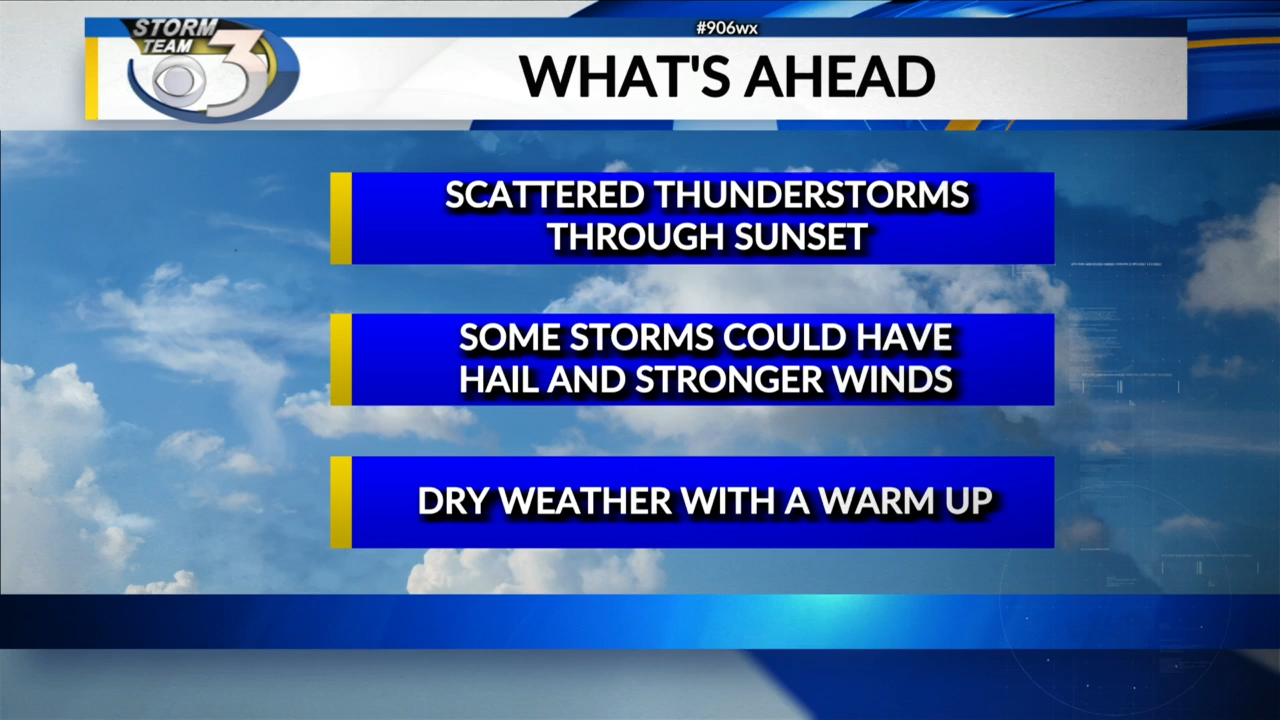 #906wx
STORM
TEAM
3
WHAT'S AHEAD
SCATTERED THUNDERSTORMS
THROUGH SUNSET
SOME STORMS COULD HAVE
HAIL AND STRONGER WINDS
DRY WEATHER WITH A WARM UP